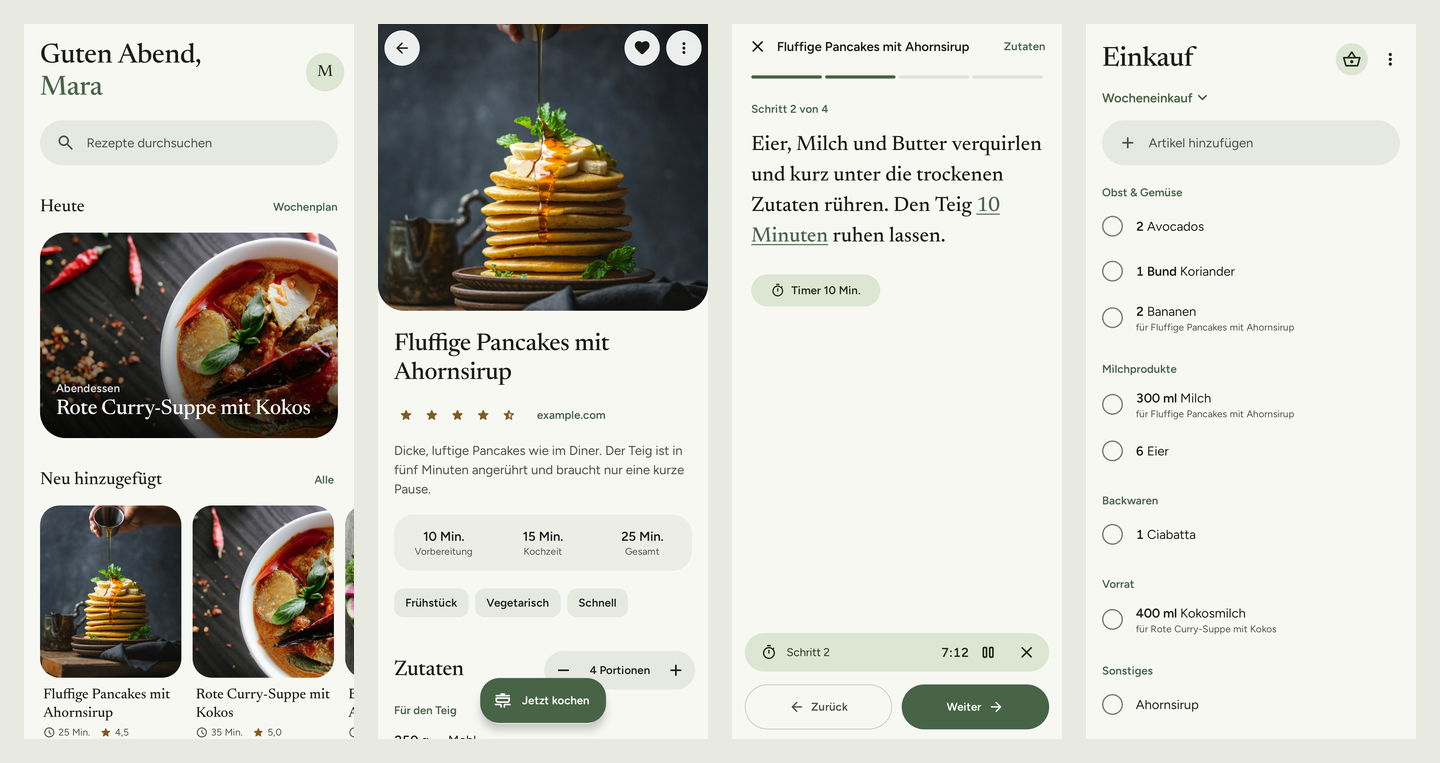 Guten Abend,
Mara
M
Rezepte durchsuchen
Heute
Wochenplan
Abendessen
Rote Curry-Suppe mit Kokos
Neu hinzugefügt
Alle
Fluffige Pancakes mit
Ahornsirup
25 Min.
4,5
Rote Curry-Suppe mit
Kokos
35 Min.
5,0
Fluffige Pancakes mit
Ahornsirup
example.com
Dicke, luftige Pancakes wie im Diner. Der Teig ist in
fünf Minuten angerührt und braucht nur eine kurze
Pause.
10 Min.
Vorbereitung
15 Min.
Kochzeit
25 Min.
Gesamt
Frühstück
Vegetarisch
Schnell
Zutaten
4 Portionen
Jetzt kochen
Für den Teig
Fluffige Pancakes mit Ahornsirup
Zutaten
Schritt 2 von 4
Eier, Milch und Butter verquirlen
und kurz unter die trockenen
Zutaten rühren. Den Teig 10
Minuten ruhen lassen.
Timer 10 Min.
Schritt 2
7:12
Zurück
Weiter
Einkauf
Wocheneinkauf
Artikel hinzufügen
Obst & Gemüse
2 Avocados
1 Bund Koriander
2 Bananen
für Fluffige Pancakes mit Ahornsirup
Milchprodukte
300 ml Milch
für Fluffige Pancakes mit Ahornsirup
6 Eier
Backwaren
1 Ciabatta
Vorrat
400 ml Kokosmilch
für Rote Curry-Suppe mit Kokos
Sonstiges
Ahornsirup